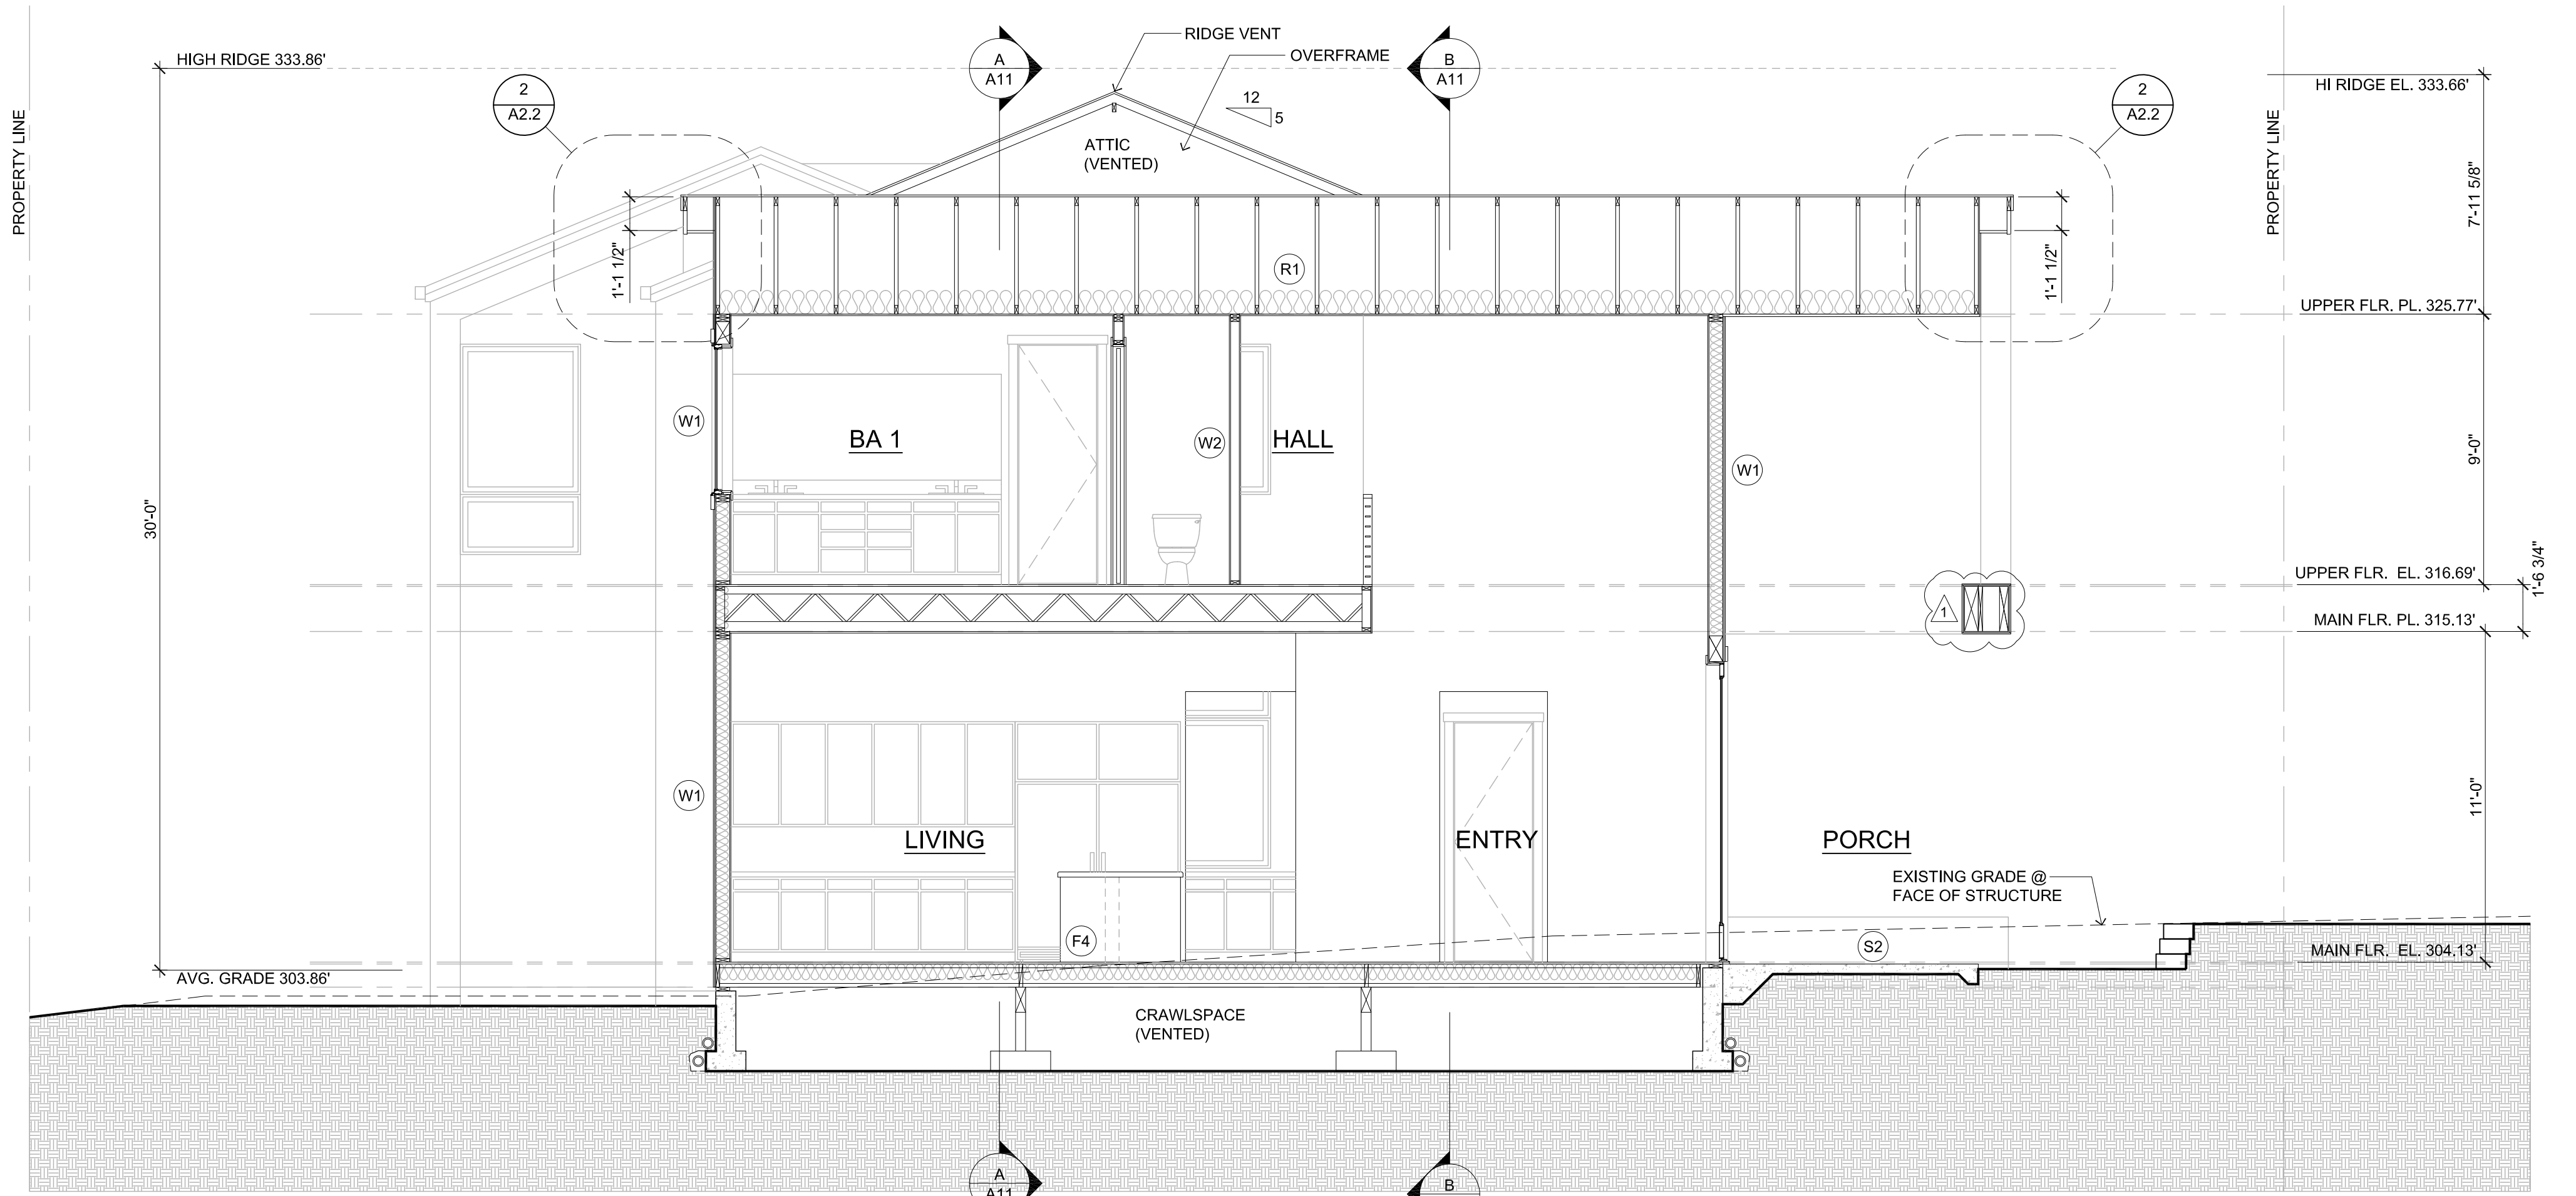 RIDGE VENT
OVERFRAME
HIGH RIDGE 333.86'
A
A11
B
A11
2
A2.2
12
5
2
A2.2
HI RIDGE EL. 333.66'
PROPERTY LINE
PROPERTY LINE
ATTIC
(VENTED)
7'-11 5/8"
1'-1 1/2"
R1
1'-1 1/2"
UPPER FLR. PL. 325.77'
W1
BA 1
W2
HALL
W1
9'-0"
30'-0"
1'-6 3/4"
UPPER FLR. EL. 316.69'
1
MAIN FLR. PL. 315.13'
W1
11'-0"
LIVING
ENTRY
PORCH
EXISTING GRADE @
FACE OF STRUCTURE
F4
S2
MAIN FLR. EL. 304.13'
AVG. GRADE 303.86'
CRAWLSPACE
(VENTED)
A
A11
B